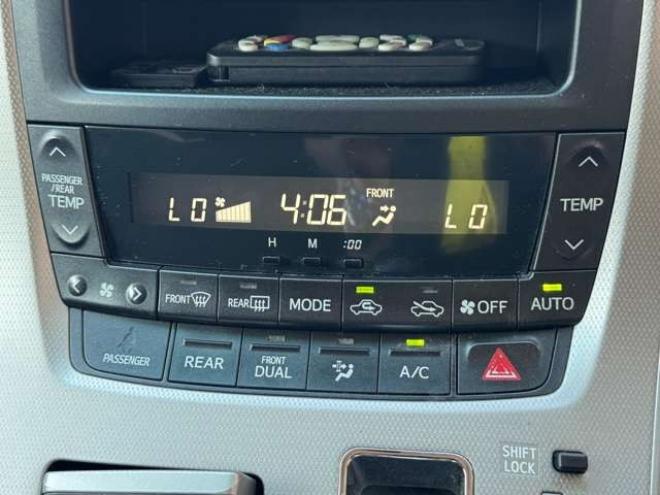 PASSENGER
/REAR
TEMP
LO
4:06
FRONT
LO
TEMP
H M :00
FRONT REAR MODE OFF AUTO
PASSENGER
REAR
FRONT
DUAL
A/C
SHIFT
LOCK